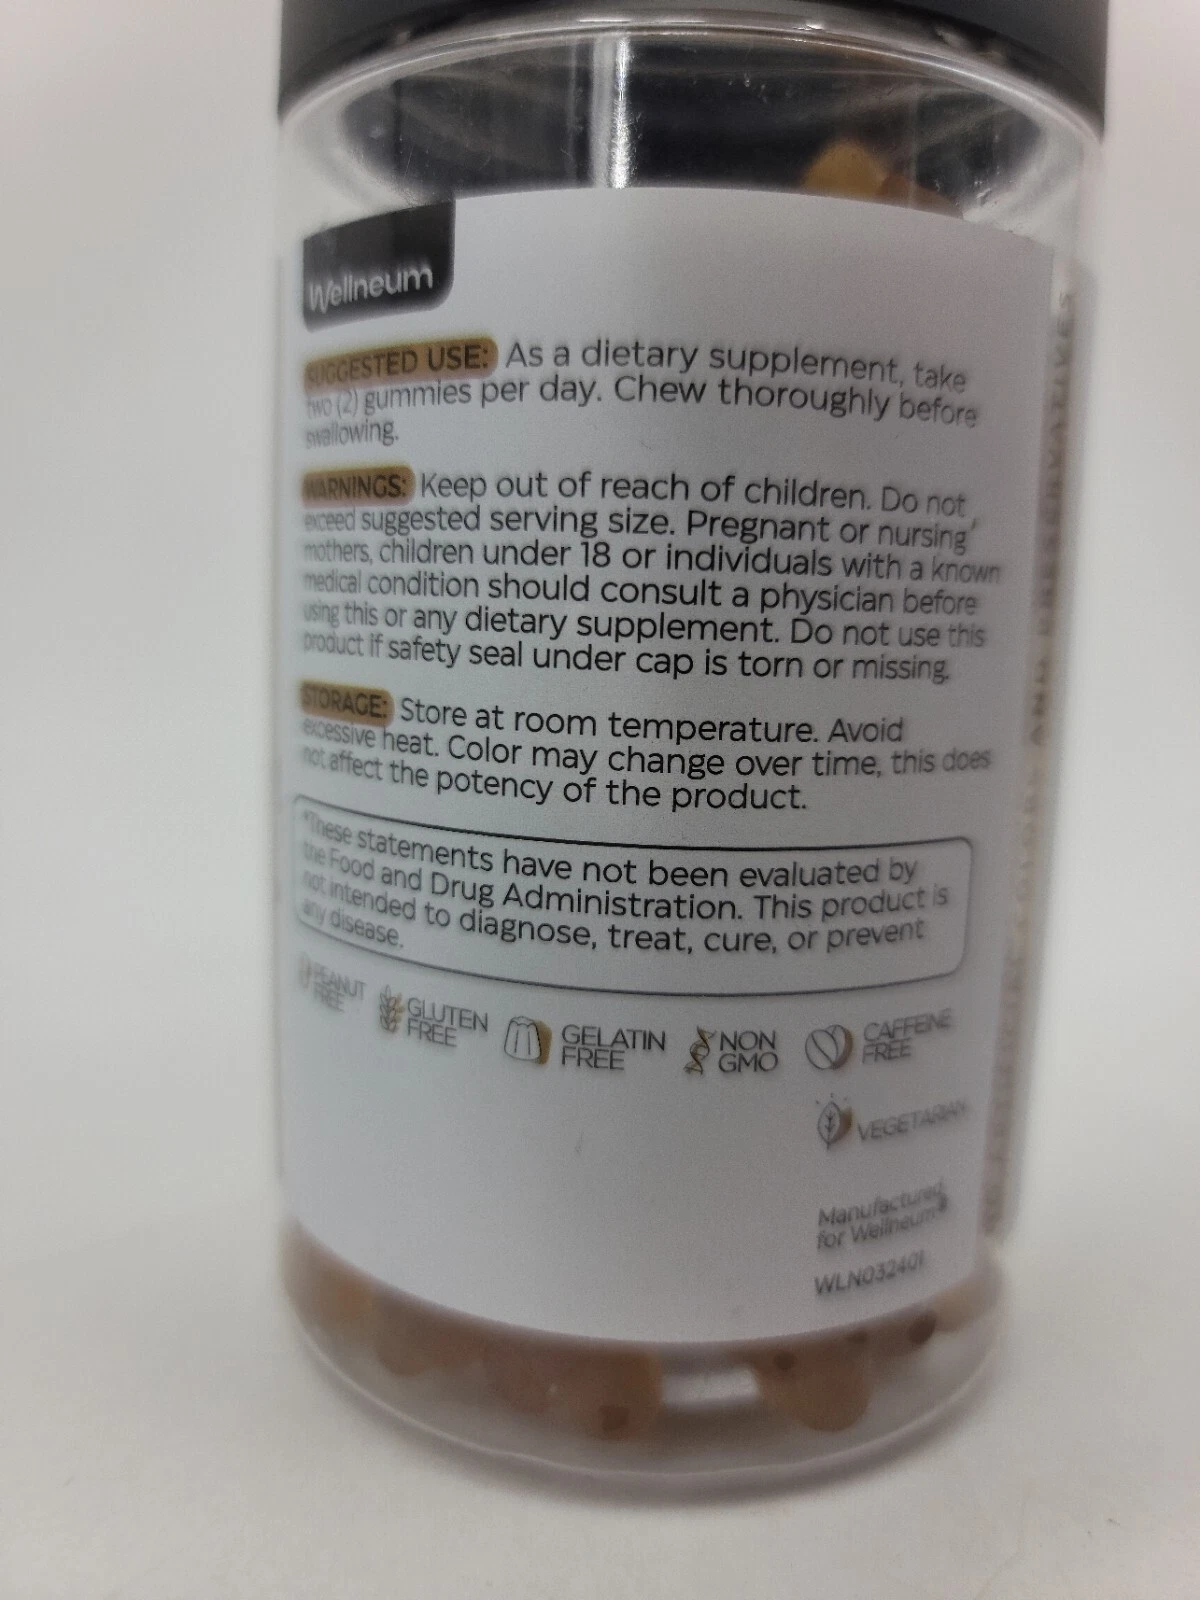 Wellneum
SUGGESTED USE: As a dietary supplement, take
two (2) gummies per day. Chew thoroughly before
swallowing.
WARNINGS: Keep out of reach of children. Do not
exceed suggested serving size. Pregnant or nursing
mothers, children under 18 or individuals with a known
medical condition should consult a physician before
using this or any dietary supplement. Do not use this
product if safety seal under cap is torn or missing.
STORAGE: Store at room temperature. Avoid
excessive heat. Color may change over time, this does
not affect the potency of the product.
*These statements have not been evaluated by
the Food and Drug Administration. This product is
not intended to diagnose, treat, cure, or prevent
any disease.
PEANUT
FREE
GLUTEN
FREE
GELATIN
FREE
NON
GMO
CAFFEINE
FREE
VEGETARIAN
Manufactured
for Wellneum®